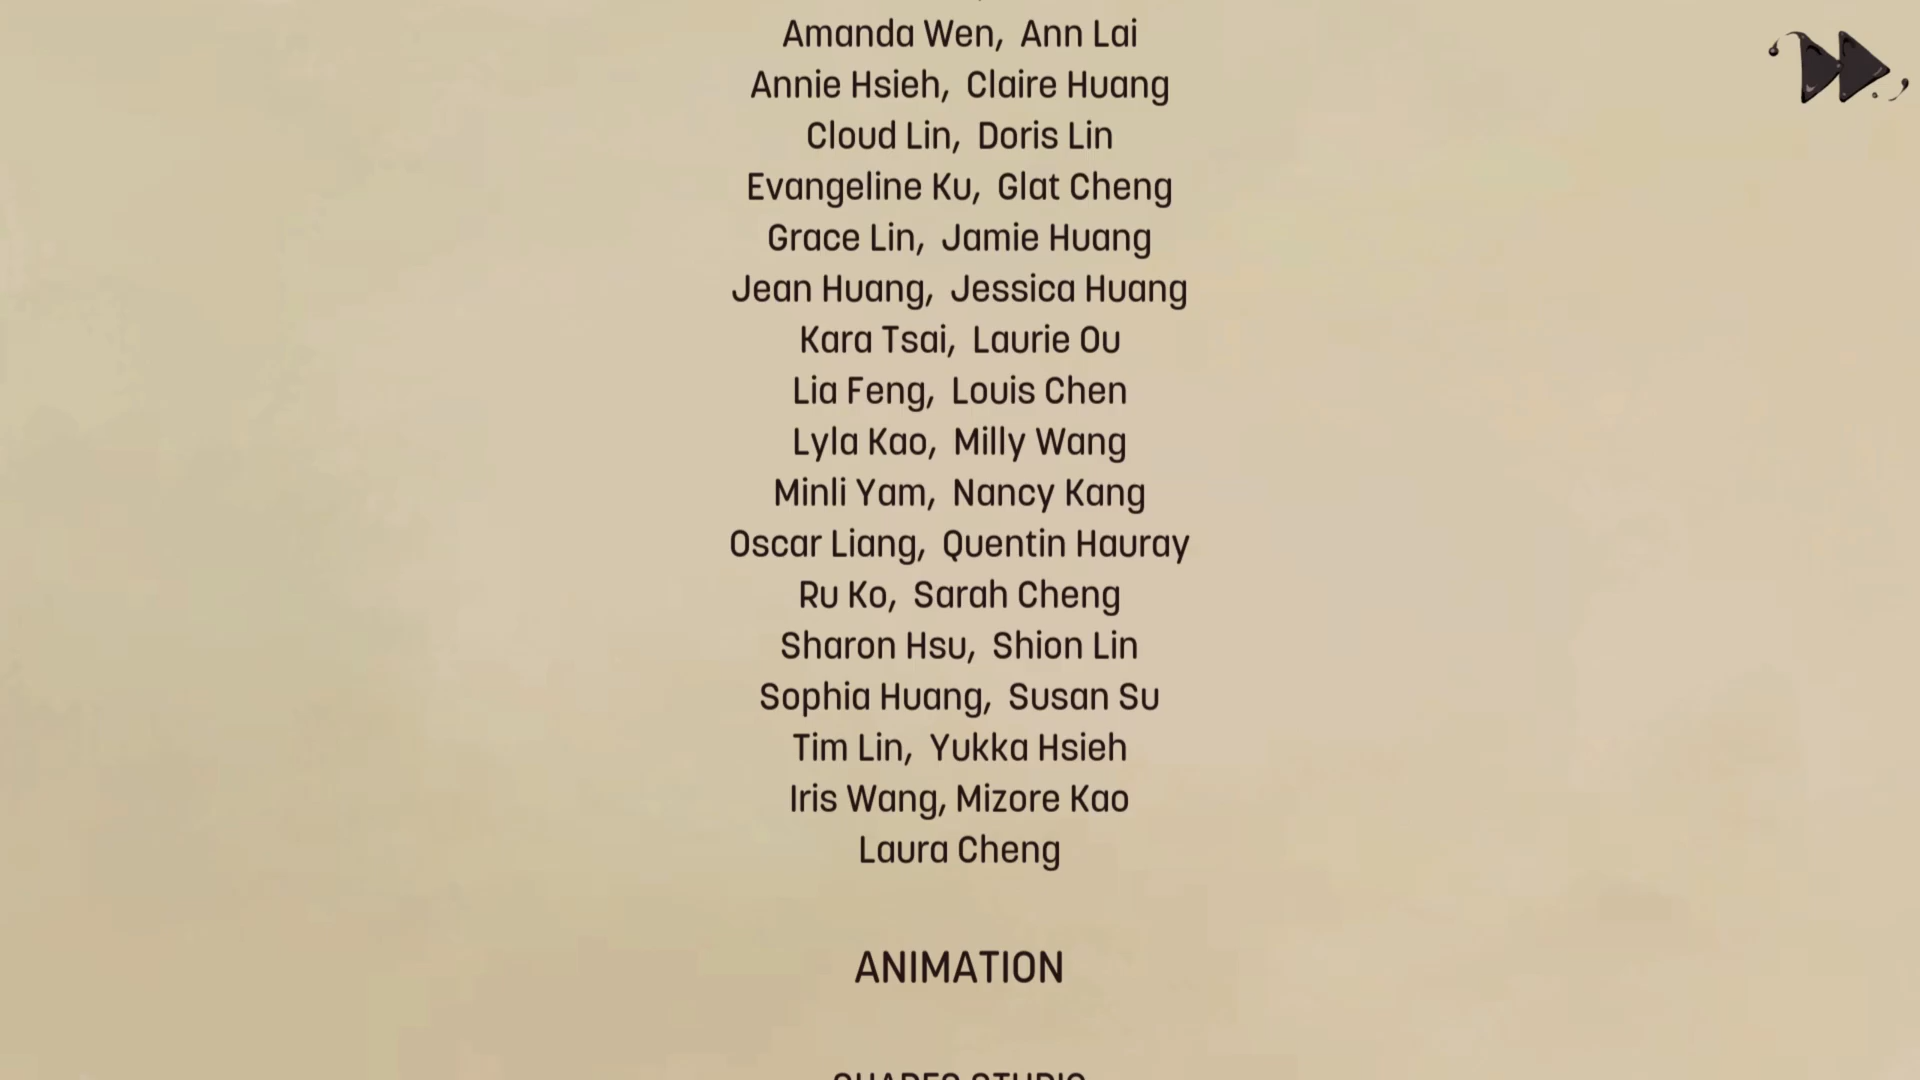 Amanda Wen, Ann Lai
Annie Hsieh, Claire Huang
Cloud Lin, Doris Lin
Evangeline Ku, Glat Cheng
Grace Lin, Jamie Huang
Jean Huang, Jessica Huang
Kara Tsai, Laurie Ou
Lia Feng, Louis Chen
Lyla Kao, Milly Wang
Minli Yam, Nancy Kang
Oscar Liang, Quentin Hauray
Ru Ko, Sarah Cheng
Sharon Hsu, Shion Lin
Sophia Huang, Susan Su
Tim Lin, Yukka Hsieh
Iris Wang, Mizore Kao
Laura Cheng
ANIMATION
STUDIO